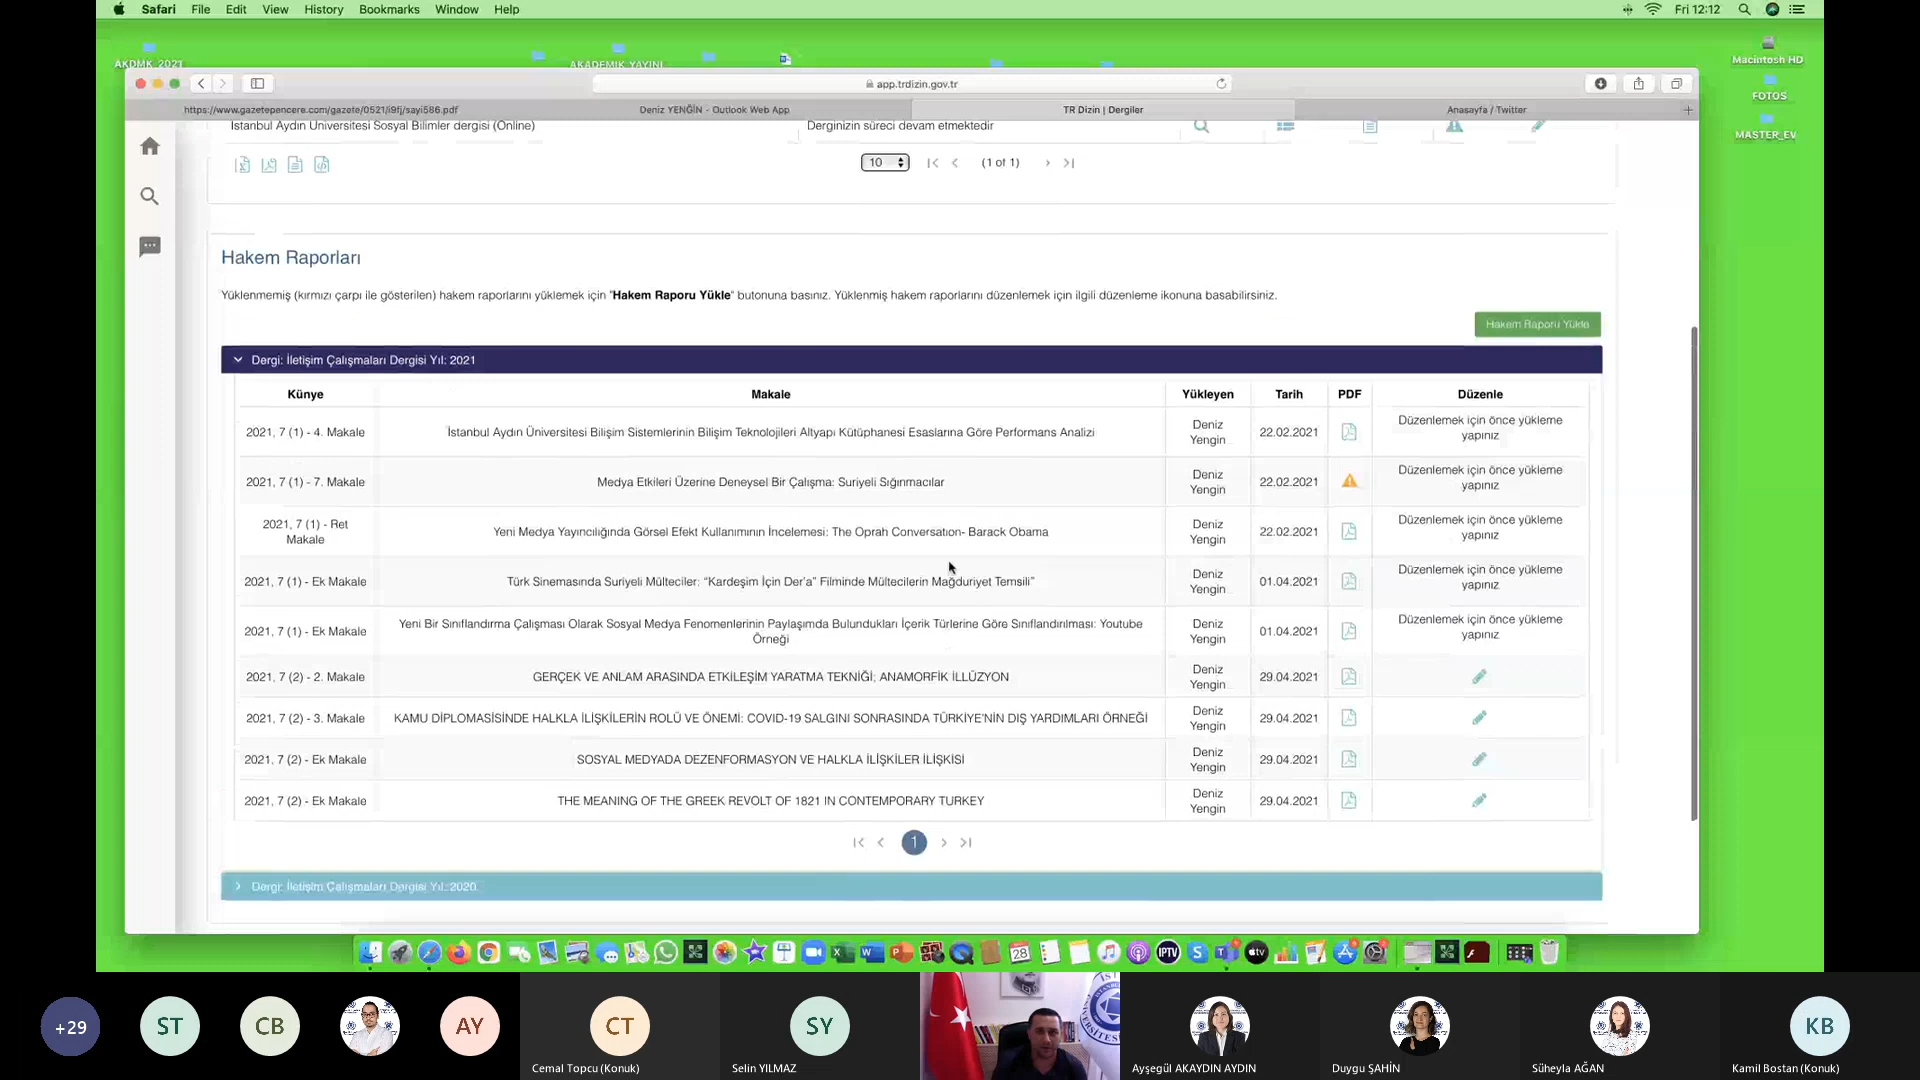 Safari File Edit View History Bookmarks Window Help
Fri 12:12
AKDMK_2021
AKADEMIK_YAYINI
Macintosh HD
FOTOS
MASTER_EV
app.trdizin.gov.tr
https://www.gazetepencere.com/gazete/0521/i9fj/sayi586.pdf
Deniz YENĞİN - Outlook Web App
TR Dizin | Dergiler
Anasayfa / Twitter
İstanbul Aydın Üniversitesi Sosyal Bilimler dergisi (Online)
Derginizin süreci devam etmektedir
10
(1 of 1)
Hakem Raporları
Yüklenmemiş (kırmızı çarpı ile gösterilen) hakem raporlarını yüklemek için "Hakem Raporu Yükle" butonuna basınız. Yüklenmiş hakem raporlarını düzenlemek için ilgili düzenleme ikonuna basabilirsiniz.
Hakem Raporu Yükle
Dergi: İletişim Çalışmaları Dergisi Yıl: 2021
Künye Makale Yükleyen Tarih PDF Düzenle
2021, 7 (1) - 4. Makale
İstanbul Aydın Üniversitesi Bilişim Sistemlerinin Bilişim Teknolojileri Altyapı Kütüphanesi Esaslarına Göre Performans Analizi
Deniz
Yengin
22.02.2021
Düzenlemek için önce yükleme
yapınız
2021, 7 (1) - 7. Makale
Medya Etkileri Üzerine Deneysel Bir Çalışma: Suriyeli Sığınmacılar
Deniz
Yengin
22.02.2021
Düzenlemek için önce yükleme
yapınız
2021, 7 (1) - Ret
Makale
Yeni Medya Yayıncılığında Görsel Efekt Kullanımının İncelemesi: The Oprah Conversation- Barack Obama
Deniz
Yengin
22.02.2021
Düzenlemek için önce yükleme
yapınız
2021, 7 (1) - Ek Makale
Türk Sinemasında Suriyeli Mülteciler: “Kardeşim İçin Der’a” Filminde Mültecilerin Mağduriyet Temsili”
Deniz
Yengin
01.04.2021
Düzenlemek için önce yükleme
yapınız
2021, 7 (1) - Ek Makale
Yeni Bir Sınıflandırma Çalışması Olarak Sosyal Medya Fenomenlerinin Paylaşımda Bulundukları İçerik Türlerine Göre Sınıflandırılması: Youtube
Örneği
Deniz
Yengin
01.04.2021
Düzenlemek için önce yükleme
yapınız
2021, 7 (2) - 2. Makale
GERÇEK VE ANLAM ARASINDA ETKİLEŞİM YARATMA TEKNİĞİ; ANAMORFİK İLLÜZYON
Deniz
Yengin
29.04.2021
2021, 7 (2) - 3. Makale
KAMU DİPLOMASİSİNDE HALKLA İLİŞKİLERİN ROLÜ VE ÖNEMİ: COVID-19 SALGINI SONRASINDA TÜRKİYE'NİN DIŞ YARDIMLARI ÖRNEĞİ
Deniz
Yengin
29.04.2021
2021, 7 (2) - Ek Makale
SOSYAL MEDYADA DEZENFORMASYON VE HALKLA İLİŞKİLER İLİŞKİSİ
Deniz
Yengin
29.04.2021
2021, 7 (2) - Ek Makale
THE MEANING OF THE GREEK REVOLT OF 1821 IN CONTEMPORARY TURKEY
Deniz
Yengin
29.04.2021
1
Dergi: İletişim Çalışmaları Dergisi Yıl: 2020
28
IPTV
tv
+29
ST
CB
AY
CT
SY
KB
Cemal Topcu (Konuk)
Selin YILMAZ
Ayşegül AKAYDIN AYDIN
Duygu ŞAHİN
Süheyla AĞAN
Kamil Bostan (Konuk)